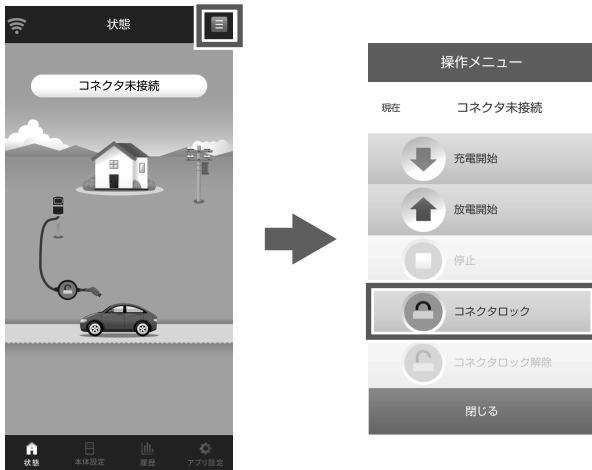 状態
コネクタ未接続
状態
本体設定
履歴
アプリ設定
操作メニュー
現在
コネクタ未接続
充電開始
放電開始
停止
コネクタロック
コネクタロック解除
閉じる